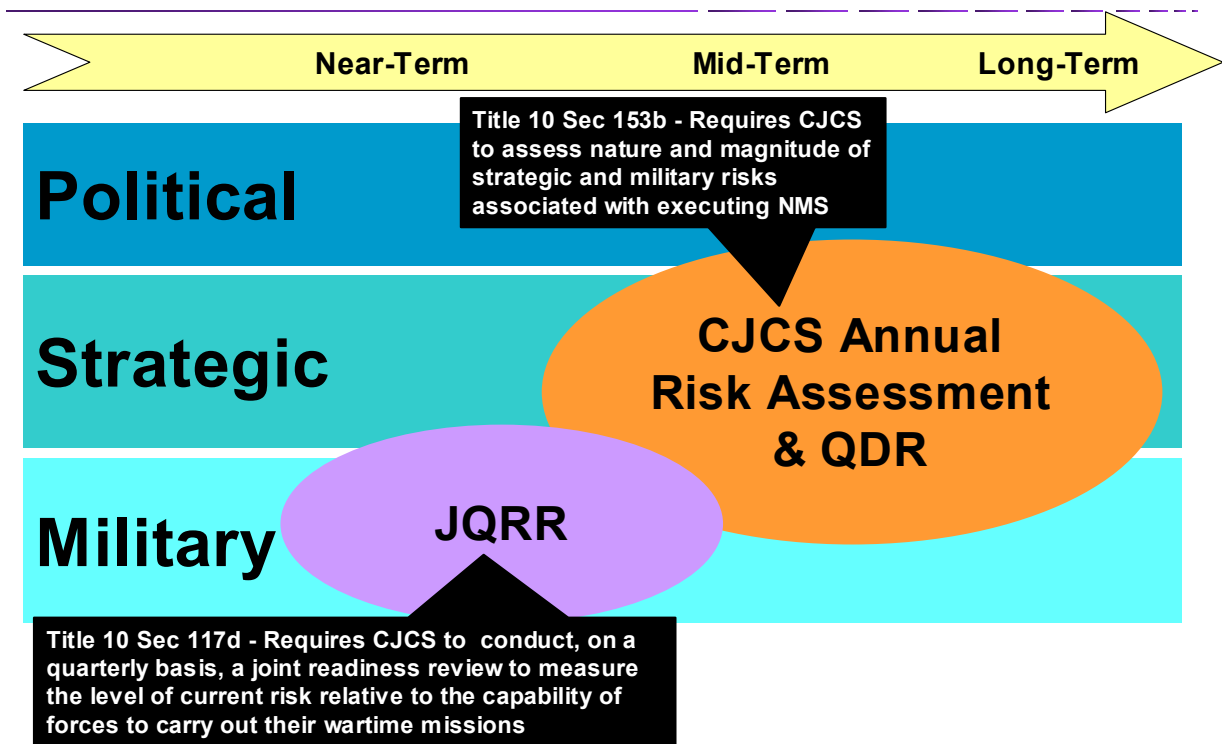 Near-Term Mid-Term Long-Term
Title 10 Sec 153b - Requires CJCS
to assess nature and magnitude of
strategic and military risks
associated with executing NMS
Political
Strategic
CJCS Annual
Risk Assessment
& QDR
Military
JQRR
Title 10 Sec 117d - Requires CJCS to conduct, on a
quarterly basis, a joint readiness review to measure
the level of current risk relative to the capability of
forces to carry out their wartime missions